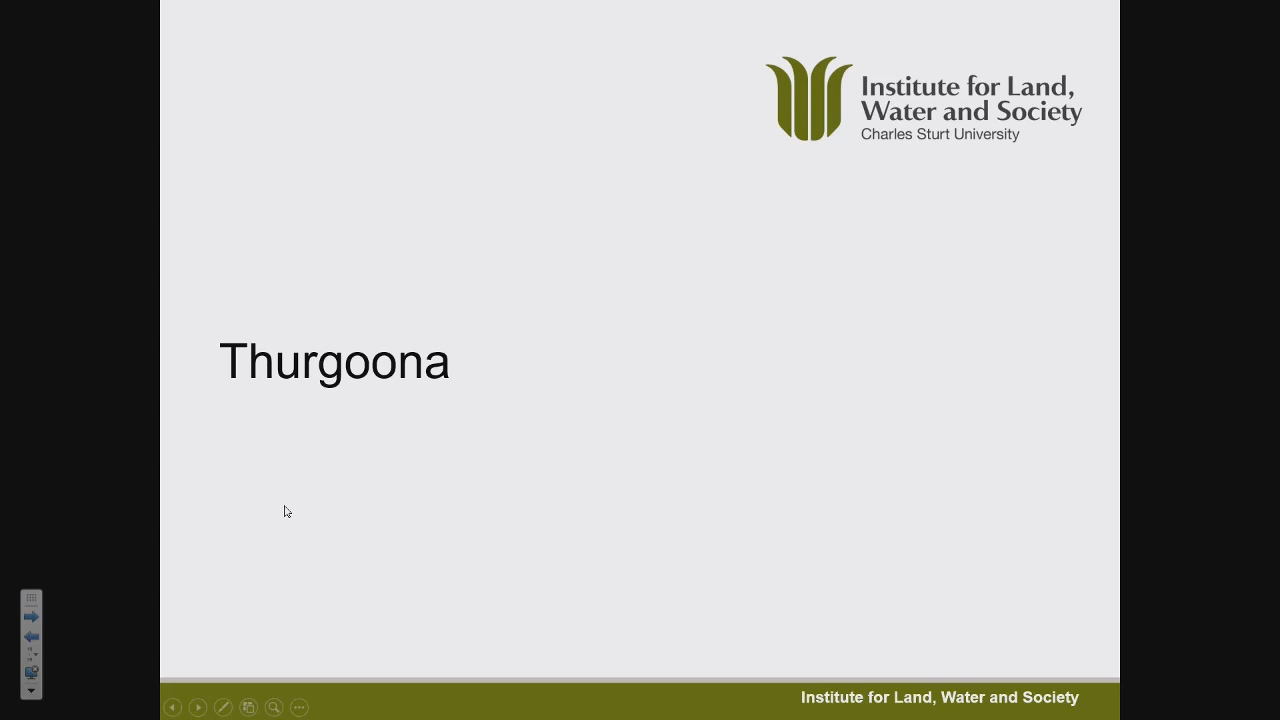 Institute for Land,
Water and Society
Charles Sturt University
Thurgoona
Institute for Land, Water and Society